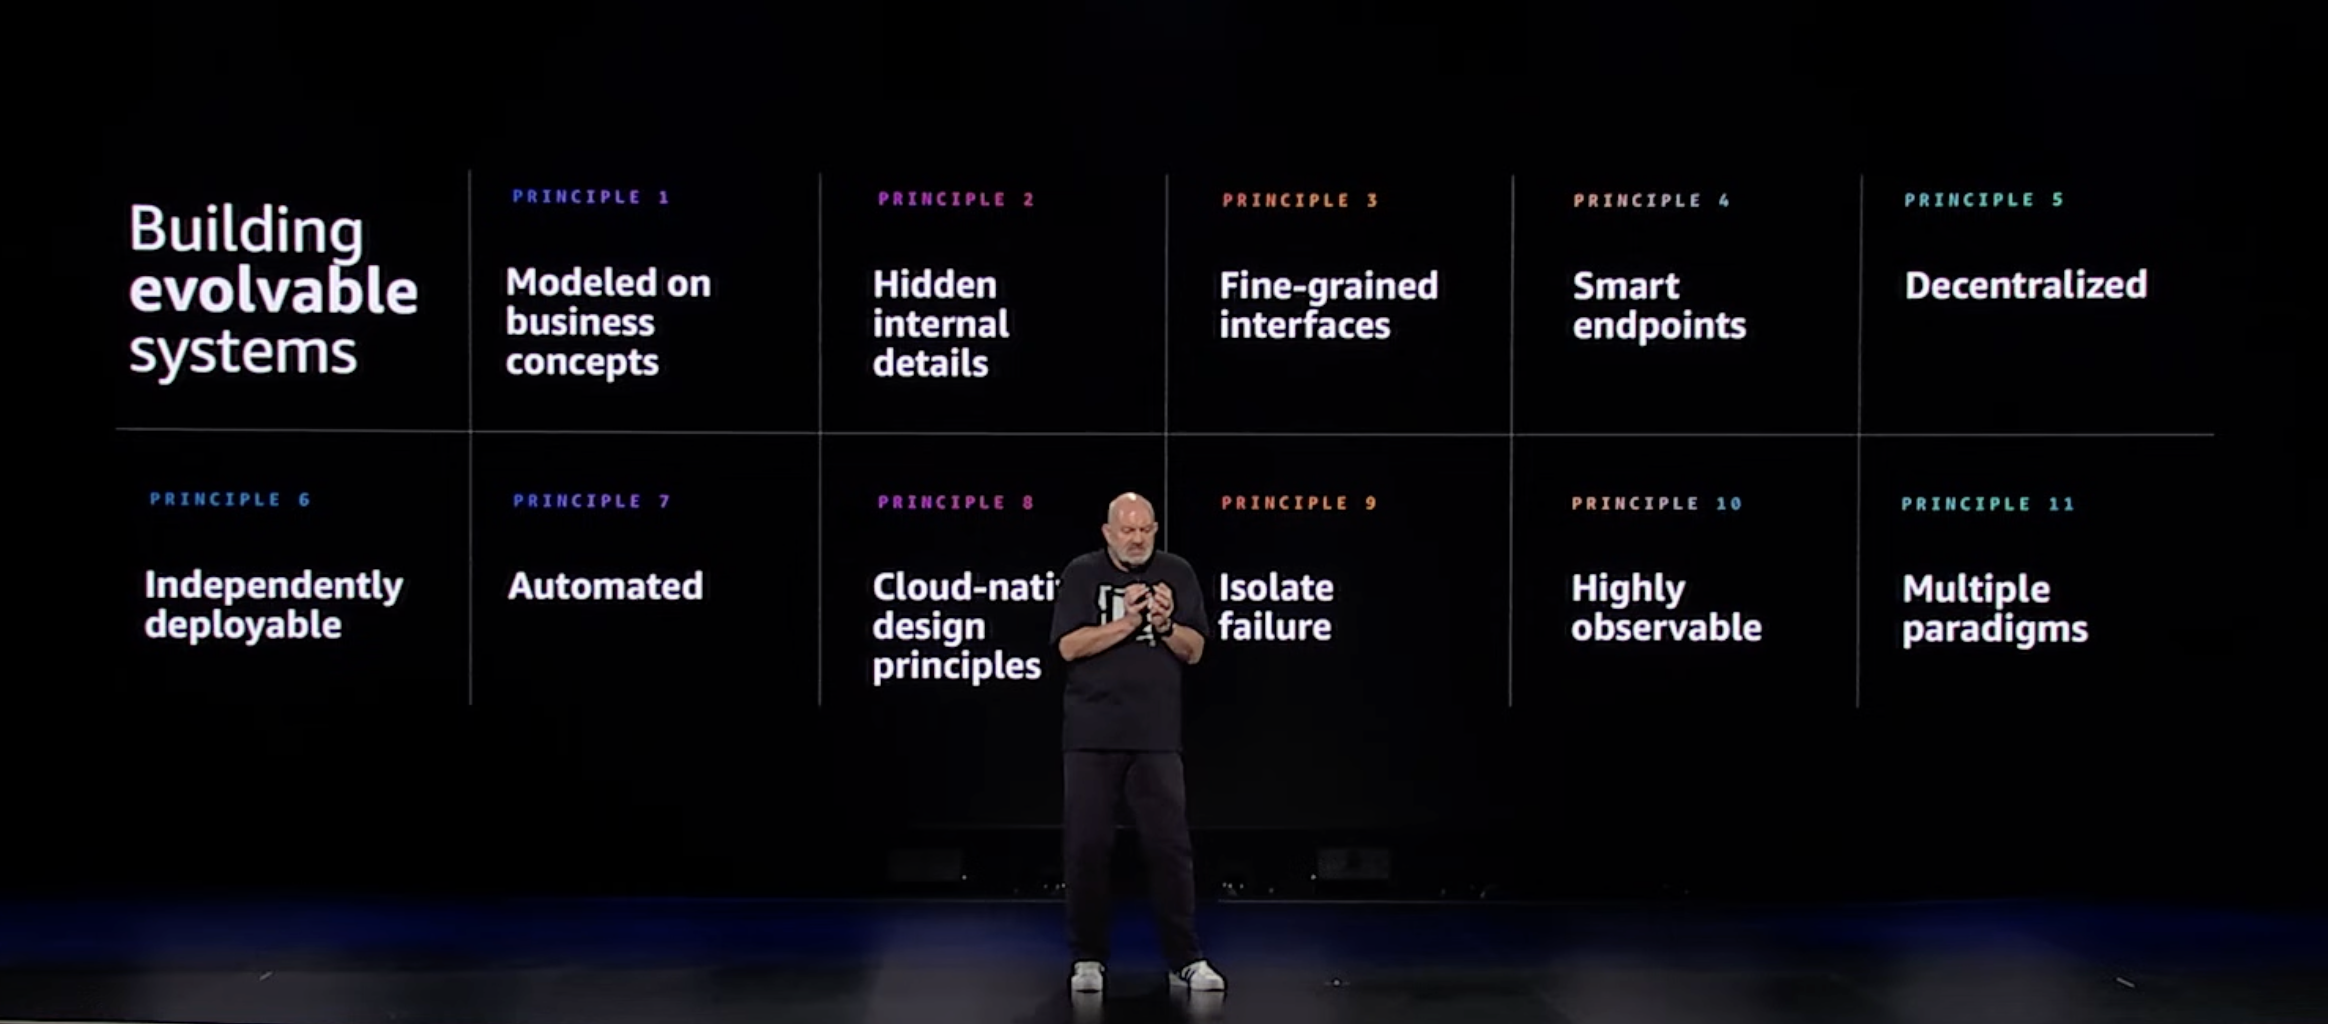 Building
evolvable
systems
PRINCIPLE 1
Modeled on
business
concepts
PRINCIPLE 2
Hidden
internal
details
PRINCIPLE 3
Fine-grained
interfaces
PRINCIPLE 4
Smart
endpoints
PRINCIPLE 5
Decentralized
PRINCIPLE 6
Independently
deployable
PRINCIPLE 7
Automated
PRINCIPLE 8
Cloud-nati
design
principles
PRINCIPLE 9
Isolate
failure
PRINCIPLE 10
Highly
observable
PRINCIPLE 11
Multiple
paradigms